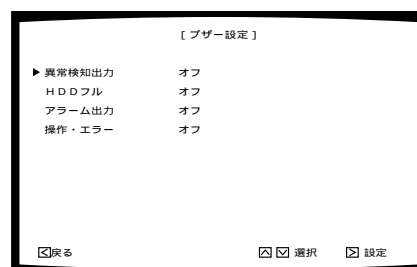 [ ブザー設定 ]
▶ 異常検知出力 オフ
HDDフル オフ
アラーム出力 オフ
操作・エラー オフ
<戻る ∧ ∨ 選択 > 設定